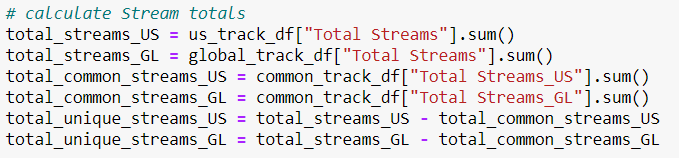 # calculate Stream totals
total_streams_US = us_track_df["Total Streams"].sum()
total_streams_GL = global_track_df["Total Streams"].sum()
total_common_streams_US = common_track_df["Total Streams_US"].sum()
total_common_streams_GL = common_track_df["Total Streams_GL"].sum()
total_unique_streams_US = total_streams_US - total_common_streams_US
total_unique_streams_GL = total_streams_GL - total_common_streams_GL